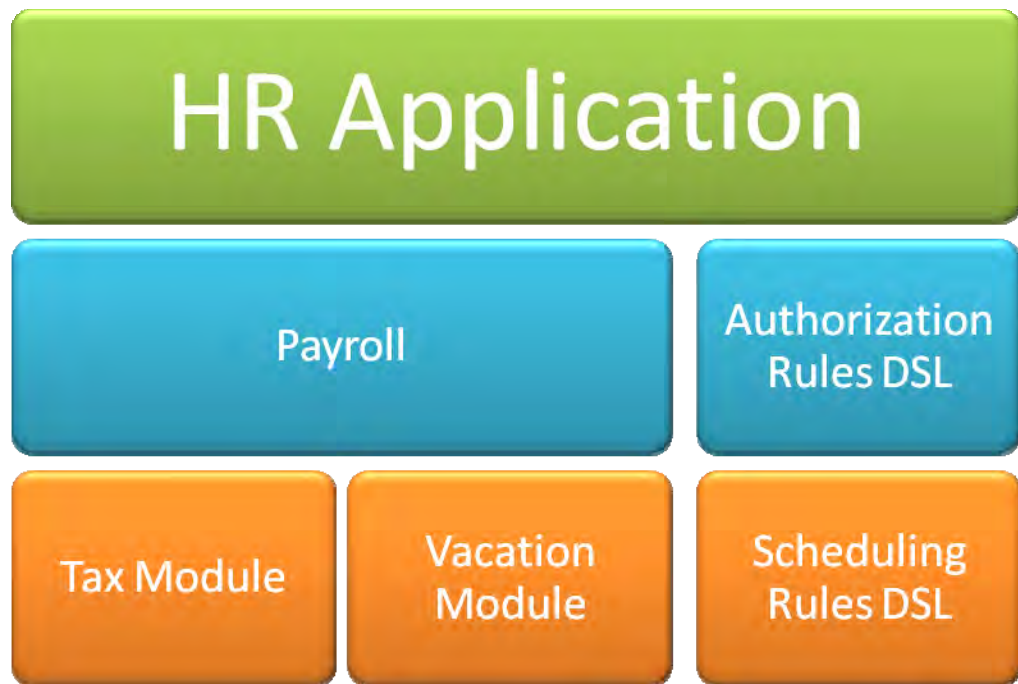 HR Application
Payroll
Authorization
Rules DSL
Tax Module
Vacation
Module
Scheduling
Rules DSL